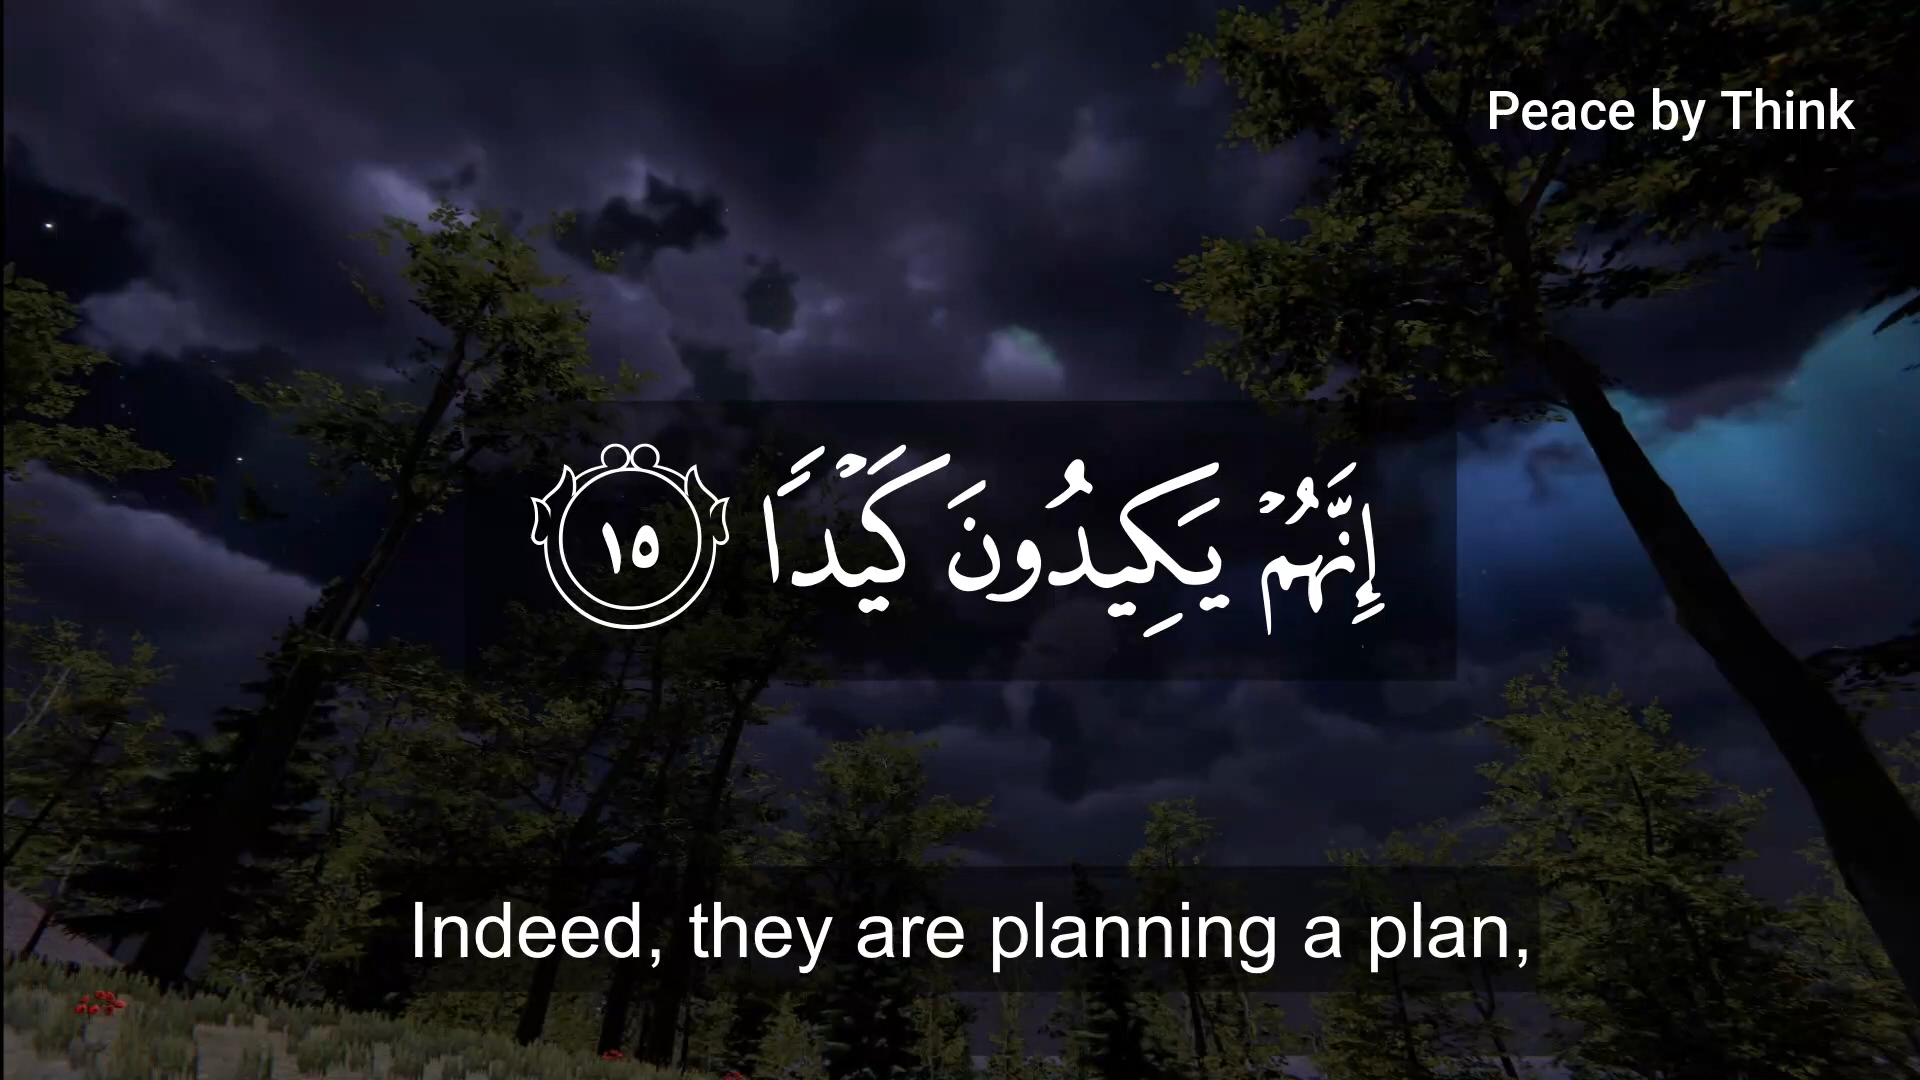 Peace by Think
إِنَّهُمۡ يَكِيدُونَ كَيۡدٗا ١٥
Indeed, they are planning a plan,